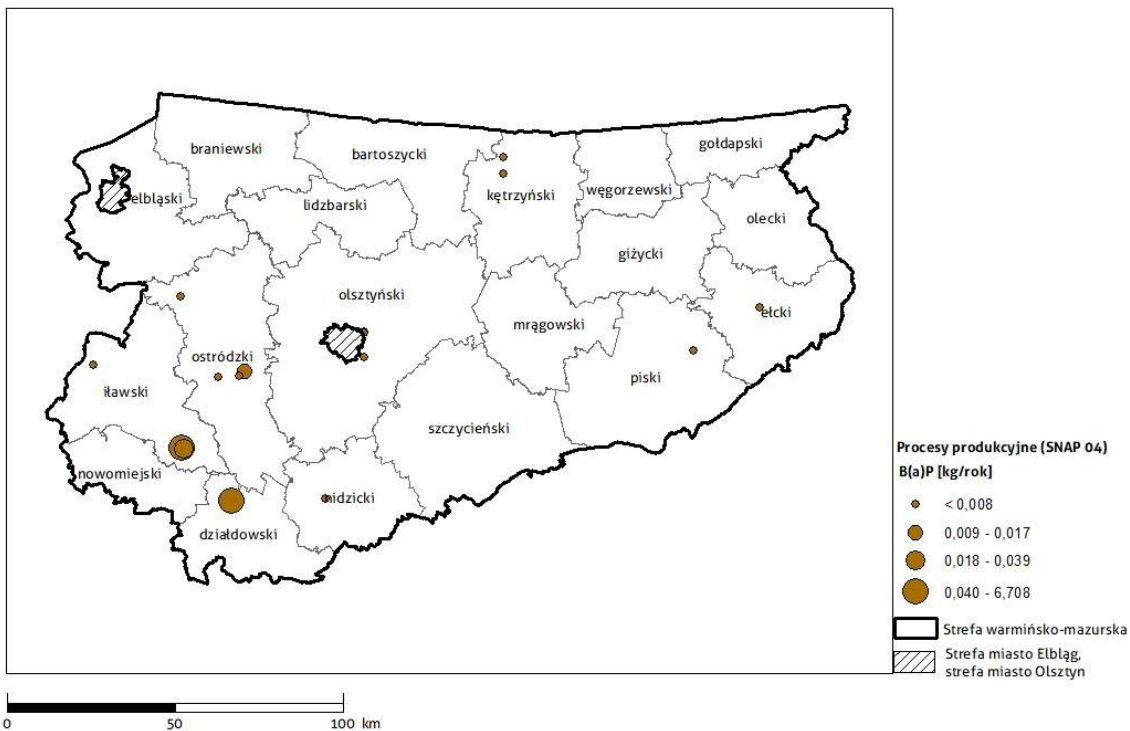 gołdapski
braniewski
bartoszycki
węgorzewski
kętrzyński
elbląski
lidzbarski
olecki
giżycki
olsztyński
ełcki
mrągowski
ostródzki
piski
iławski
szczycieński
nowomiejski
nidzicki
działdowski
Procesy produkcyjne (SNAP 04)
B(a)P [kg/rok]
< 0,008
0,009 - 0,017
0,018 - 0,039
0,040 - 6,708
Strefa warmińsko-mazurska
Strefa miasto Elbląg,
strefa miasto Olsztyn
0 50 100 km